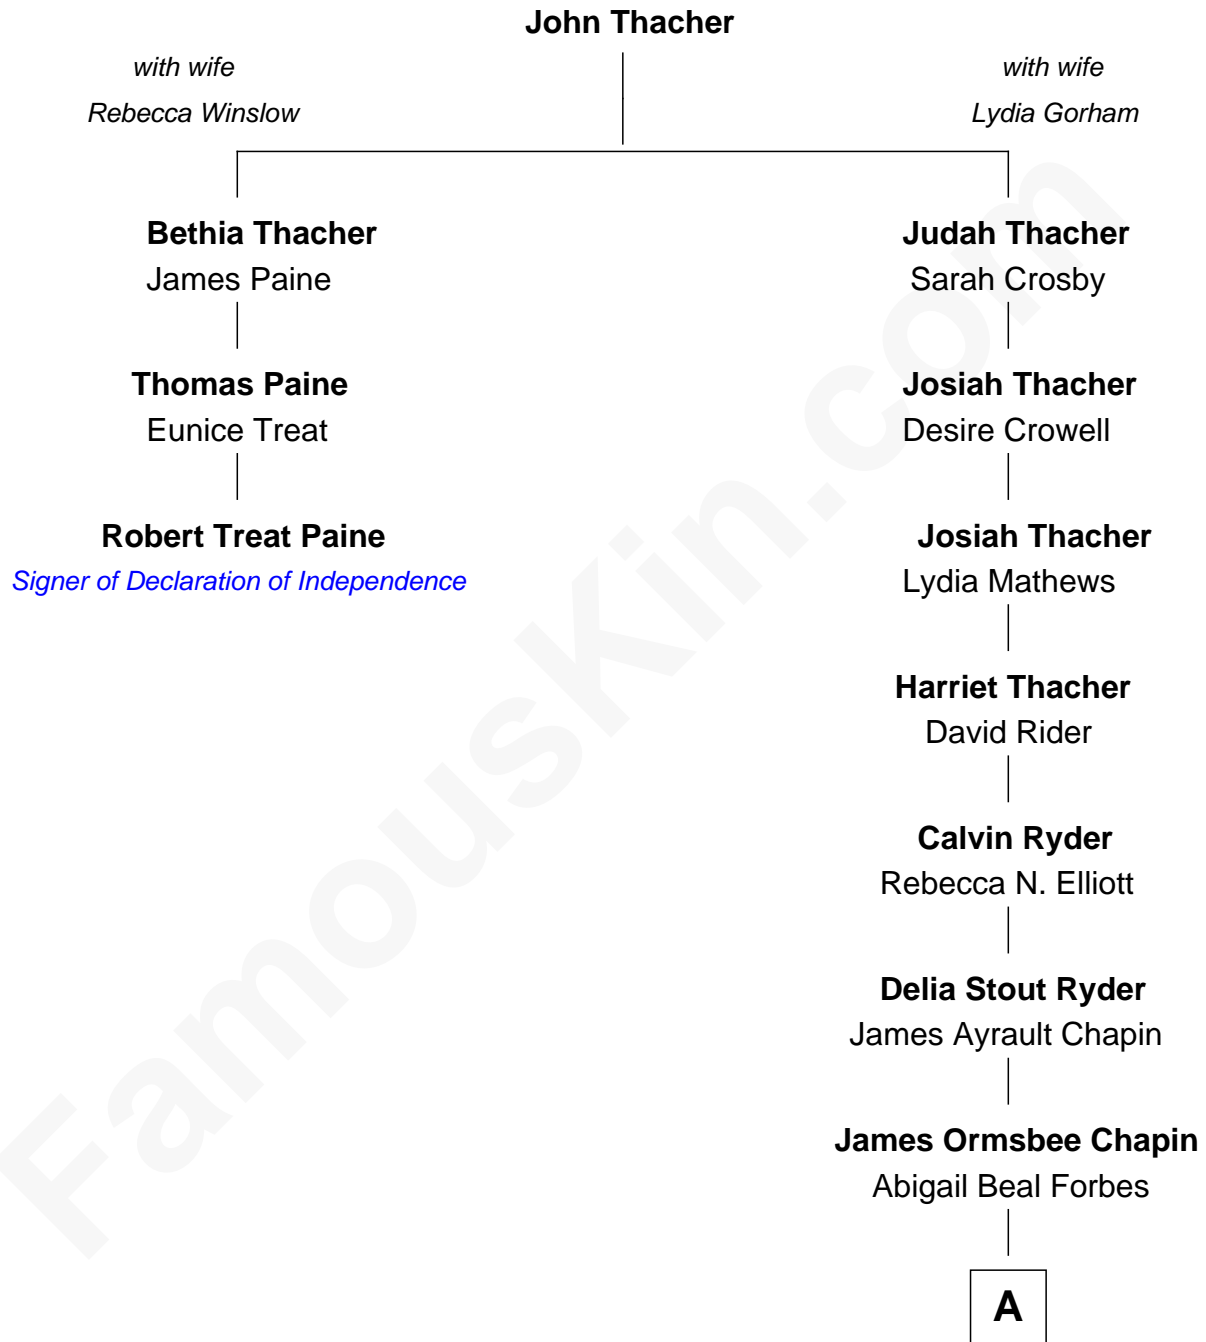 John Thacher
with wife
Rebecca Winslow
with wife
Lydia Gorham
Bethia Thacher
James Paine
Thomas Paine
Eunice Treat
Robert Treat Paine
Signer of Declaration of Independence
Judah Thacher
Sarah Crosby
Josiah Thacher
Desire Crowell
Josiah Thacher
Lydia Mathews
Harriet Thacher
David Rider
Calvin Ryder
Rebecca N. Elliott
Delia Stout Ryder
James Ayrault Chapin
James Ormsbee Chapin
Abigail Beal Forbes
A
FamousKin.com